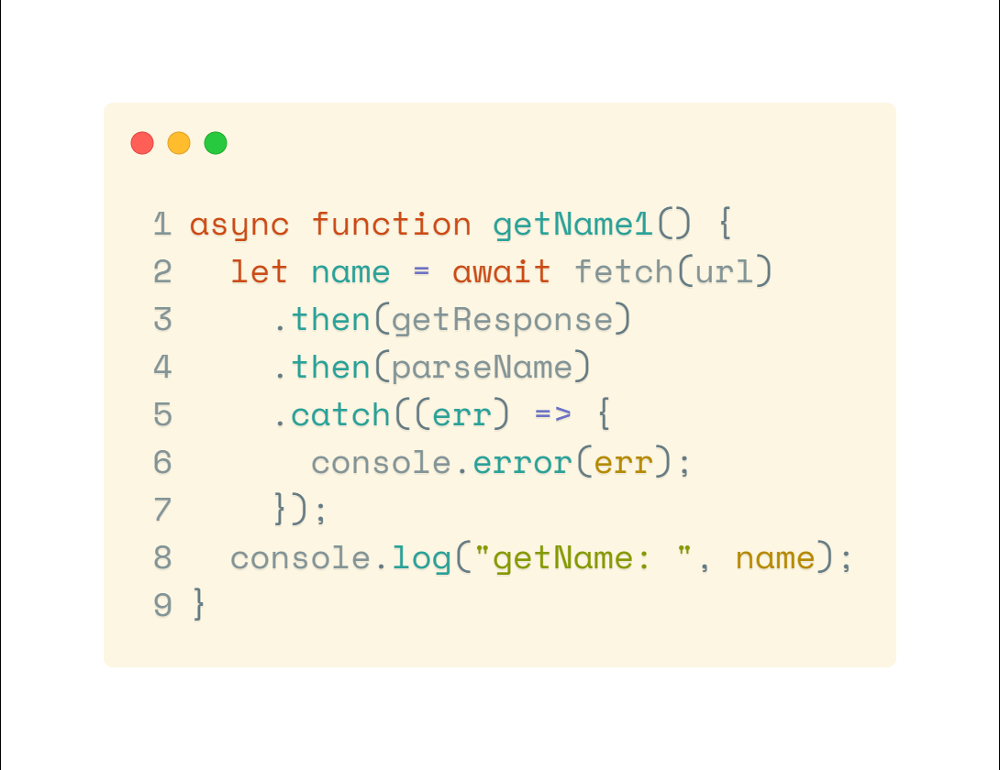 1 async function getName1() {
2   let name = await fetch(url)
3     .then(getResponse)
4     .then(parseName)
5     .catch((err) => {
6       console.error(err);
7     });
8   console.log("getName: ", name);
9 }